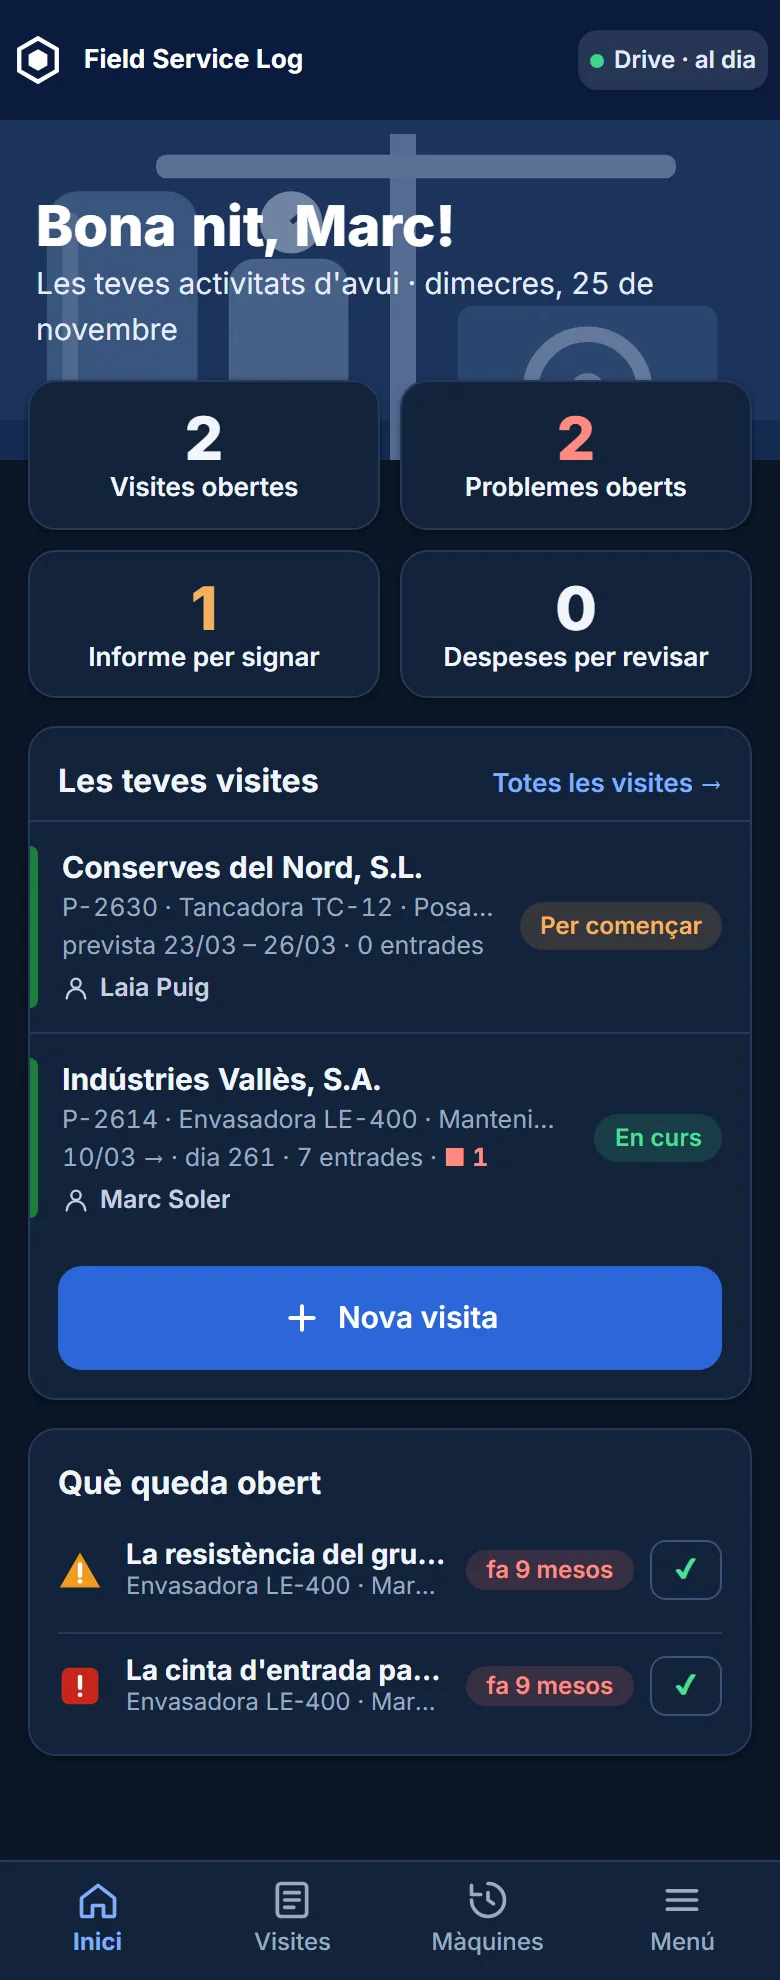 Field Service Log
Drive · al dia
Bona nit, Marc!
Les teves activitats d'avui · dimecres, 25 de
novembre
2
Visites obertes
2
Problemes oberts
1
Informe per signar
0
Despeses per revisar
Les teves visites
Totes les visites →
Conserves del Nord, S.L.
P-2630 · Tancadora TC-12 · Posa...
prevista 23/03 – 26/03 · 0 entrades
Laia Puig
Per començar
Indústries Vallès, S.A.
P-2614 · Envasadora LE-400 · Manteni...
10/03 → · dia 261 · 7 entrades · 1
Marc Soler
En curs
Nova visita
Què queda obert
La resistència del gru...
Envasadora LE-400 · Mar...
fa 9 mesos
La cinta d'entrada pa...
Envasadora LE-400 · Mar...
fa 9 mesos
Inici
Visites
Màquines
Menú